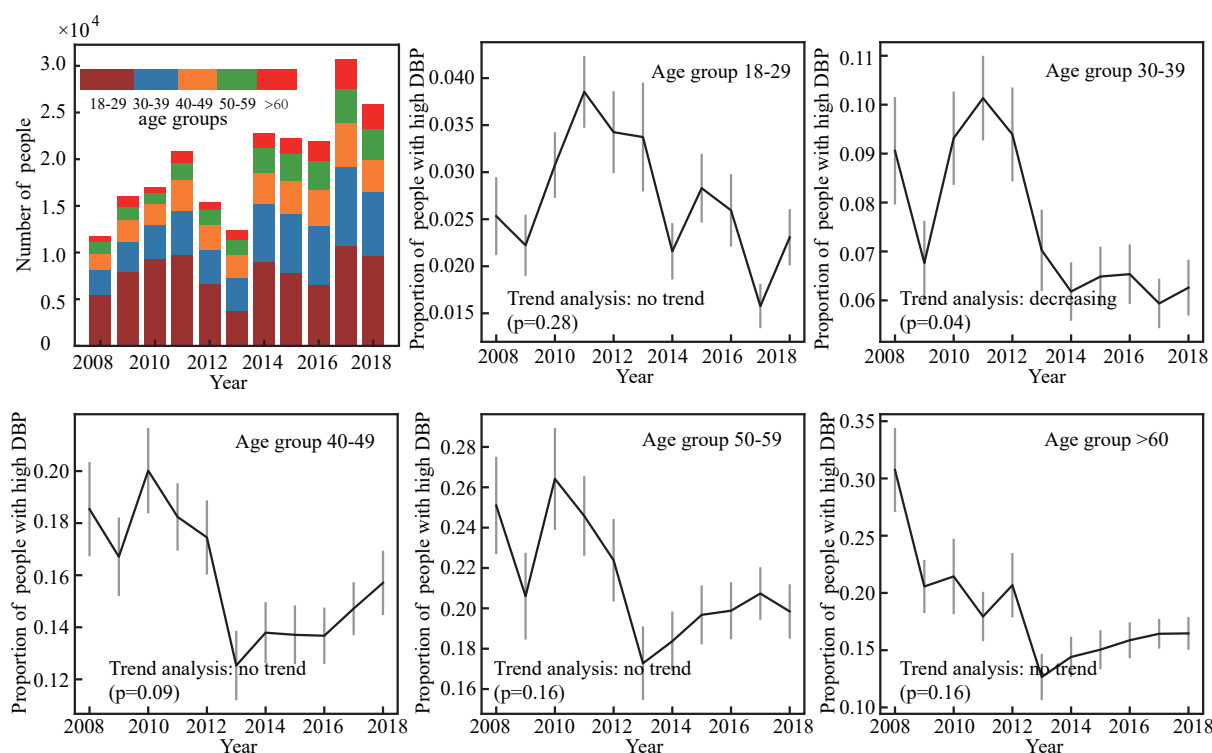 ×10⁴
Number of people
3.0
2.5
2.0
1.5
1.0
0.5
0
18-29 30-39 40-49 50-59 >60
age groups
2008 2010 2012 2014 2016 2018
Year
Proportion of people with high DBP
0.040
0.035
0.030
0.025
0.020
0.015
Age group 18-29
Trend analysis: no trend
(p=0.28)
2008 2010 2012 2014 2016 2018
Year
Proportion of people with high DBP
0.11
0.10
0.09
0.08
0.07
0.06
Age group 30-39
Trend analysis: decreasing
(p=0.04)
2008 2010 2012 2014 2016 2018
Year
Proportion of people with high DBP
0.20
0.18
0.16
0.14
0.12
Age group 40-49
Trend analysis: no trend
(p=0.09)
2008 2010 2012 2014 2016 2018
Year
Proportion of people with high DBP
0.28
0.26
0.24
0.22
0.20
0.18
0.16
Age group 50-59
Trend analysis: no trend
(p=0.16)
2008 2010 2012 2014 2016 2018
Year
Proportion of people with high DBP
0.35
0.30
0.25
0.20
0.15
0.10
Age group >60
Trend analysis: no trend
(p=0.16)
2008 2010 2012 2014 2016 2018
Year